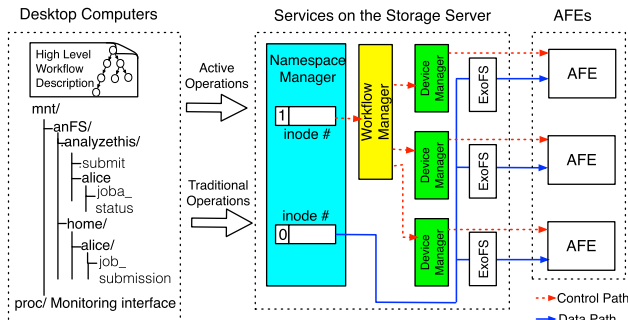 Desktop Computers
Services on the Storage Server
AFEs
High Level
Workflow
Description
mnt/
anFS/
analyzethis/
submit
alice
joba_
status
home/
alice/
job_
submission
proc/ Monitoring interface
Active
Operations
Traditional
Operations
Namespace
Manager
1
inode #
inode #
0
Workflow
Manager
Device
Manager
ExoFS
AFE
Device
Manager
ExoFS
AFE
Device
Manager
ExoFS
AFE
Control Path
Data Path